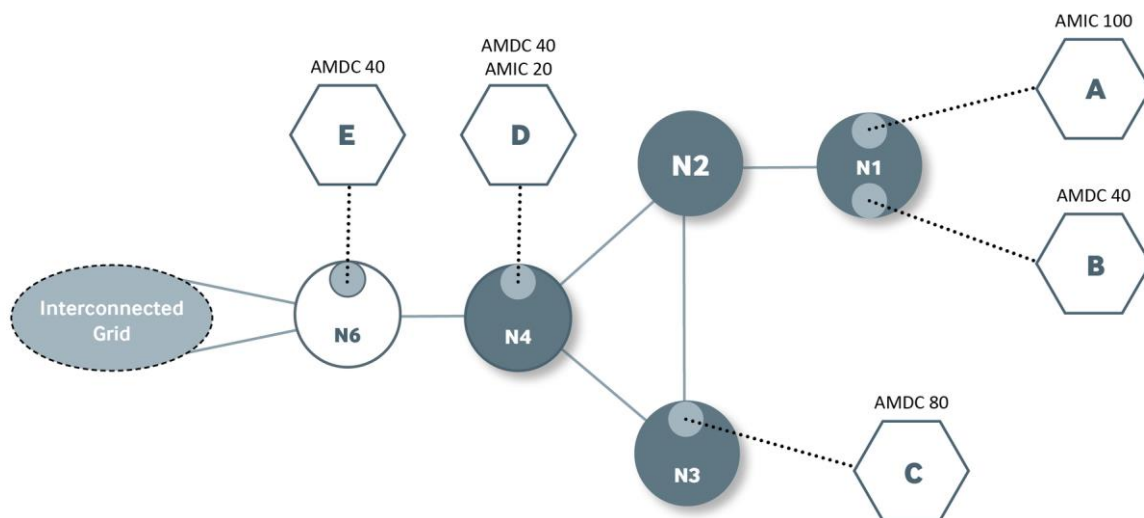 AMIC 100
AMDC 40
AMIC 20
AMDC 40
A
E
D
N2
N1
AMDC 40
B
Interconnected
Grid
N6
N4
AMDC 80
N3
C